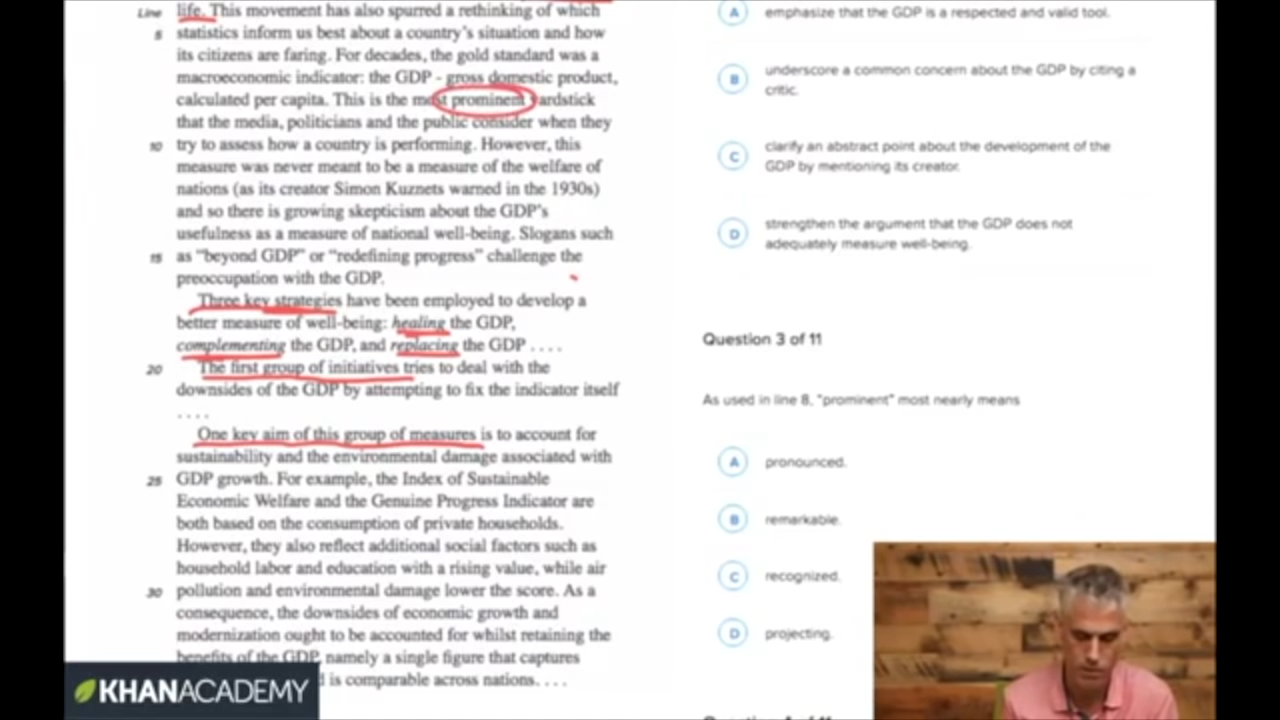 Line life. This movement has also spurred a rethinking of which
5 statistics inform us best about a country's situation and how
its citizens are faring. For decades, the gold standard was a
macroeconomic indicator: the GDP - gross domestic product,
calculated per capita. This is the most prominent yardstick
that the media, politicians and the public consider when they
10 try to assess how a country is performing. However, this
measure was never meant to be a measure of the welfare of
nations (as its creator Simon Kuznets warned in the 1930s)
and so there is growing skepticism about the GDP's
usefulness as a measure of national well-being. Slogans such
15 as "beyond GDP" or "redefining progress" challenge the
preoccupation with the GDP.
Three key strategies have been employed to develop a
better measure of well-being: healing the GDP,
complementing the GDP, and replacing the GDP . . . .
20 The first group of initiatives tries to deal with the
downsides of the GDP by attempting to fix the indicator itself
. . . .
One key aim of this group of measures is to account for
sustainability and the environmental damage associated with
25 GDP growth. For example, the Index of Sustainable
Economic Welfare and the Genuine Progress Indicator are
both based on the consumption of private households.
However, they also reflect additional social factors such as
household labor and education with a rising value, while air
30 pollution and environmental damage lower the score. As a
consequence, the downsides of economic growth and
modernization ought to be accounted for whilst retaining the
benefits of the GDP, namely a single figure that captures
is comparable across nations. . . .
A emphasize that the GDP is a respected and valid tool.
B underscore a common concern about the GDP by citing a
critic.
C clarify an abstract point about the development of the
GDP by mentioning its creator.
D strengthen the argument that the GDP does not
adequately measure well-being.
Question 3 of 11
As used in line 8, "prominent" most nearly means
A pronounced.
B remarkable.
C recognized.
D projecting.
KHANACADEMY